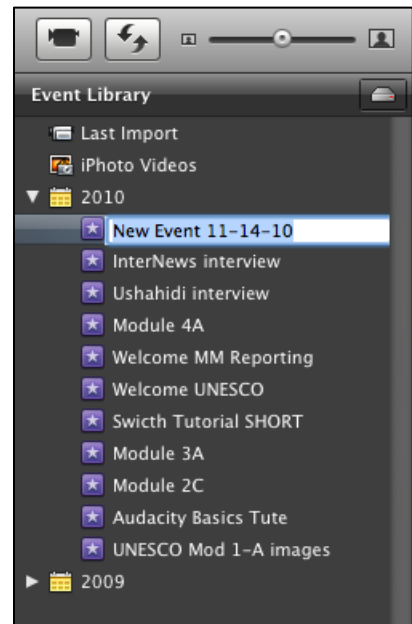 Event Library
Last Import
iPhoto Videos
2010
New Event 11-14-10
InterNews interview
Ushahidi interview
Module 4A
Welcome MM Reporting
Welcome UNESCO
Swicth Tutorial SHORT
Module 3A
Module 2C
Audacity Basics Tute
UNESCO Mod 1-A images
2009